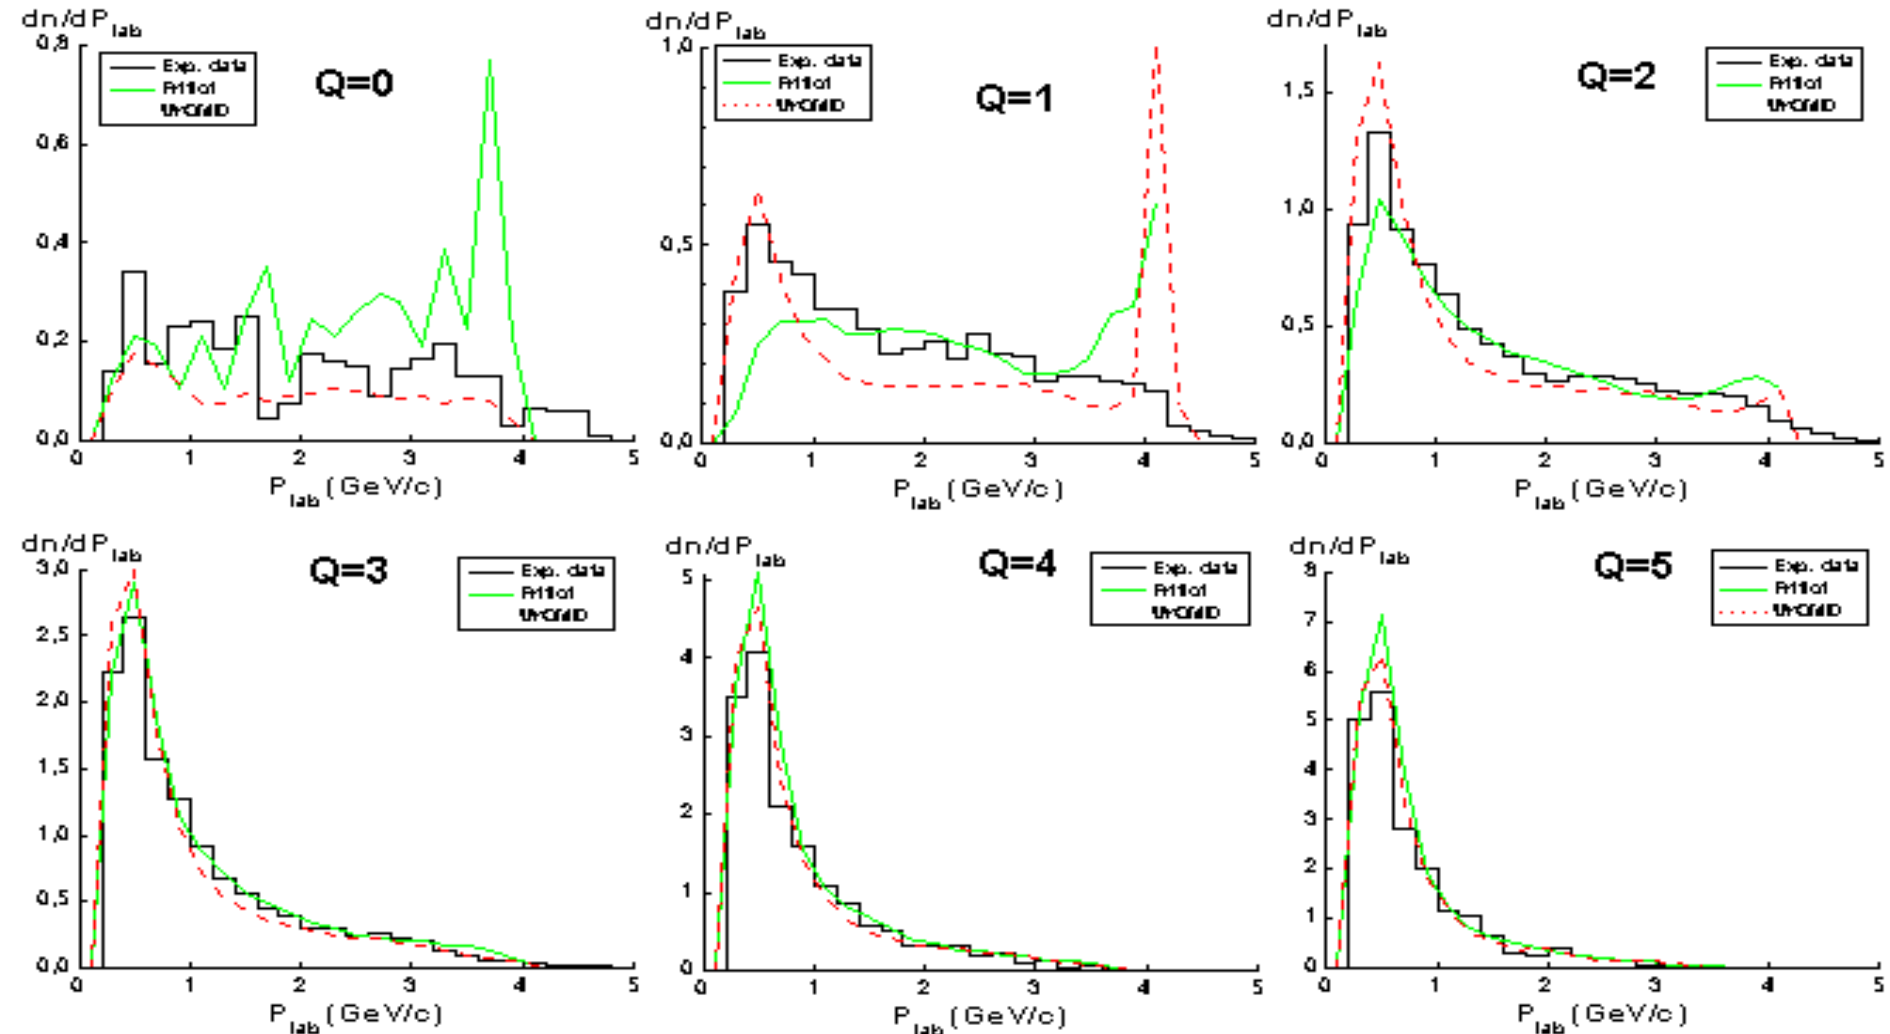 dn/dP lab
0,8
0,6
0,4
0,2
0,0
Exp. data
Q=0
0 1 2 3 4 5
P lab (GeV/c)
dn/dP lab
1,0
0,5
0,0
Exp. data
Q=1
0 1 2 3 4 5
P lab (GeV/c)
dn/dP lab
1,5
1,0
0,5
0,0
Q=2
Exp. data
0 1 2 3 4 5
P lab (GeV/c)
dn/dP lab
3,0
2,5
2,0
1,5
1,0
0,5
0,0
Q=3
Exp. data
0 1 2 3 4 5
P lab (GeV/c)
dn/dP lab
5
4
3
2
1
0
Q=4
Exp. data
0 1 2 3 4 5
P lab (GeV/c)
dn/dP lab
8
7
6
5
4
3
2
1
0
Q=5
Exp. data
0 1 2 3 4 5
P lab (GeV/c)